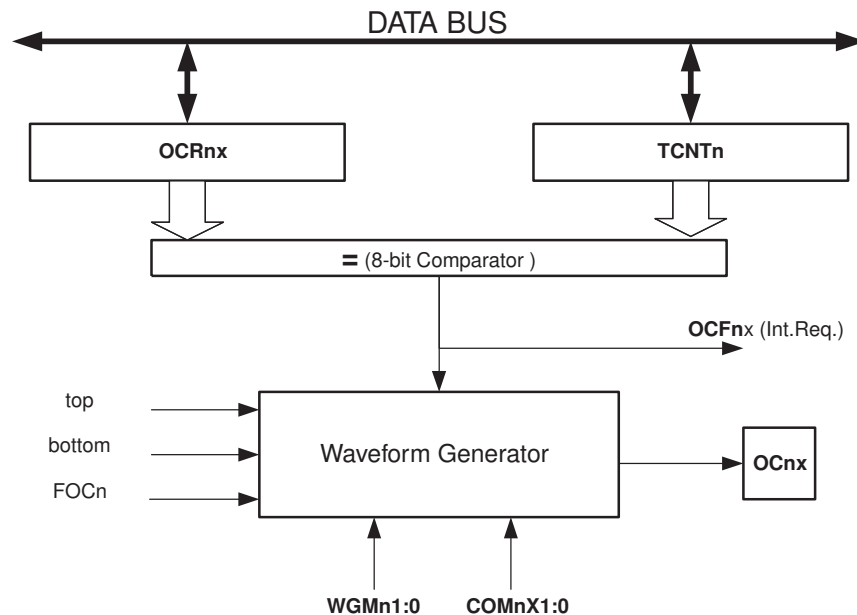 DATA BUS
OCRnx
TCNTn
= (8-bit Comparator )
OCFnx (Int.Req.)
top
bottom
FOCn
Waveform Generator
OCnx
WGMn1:0
COMnX1:0